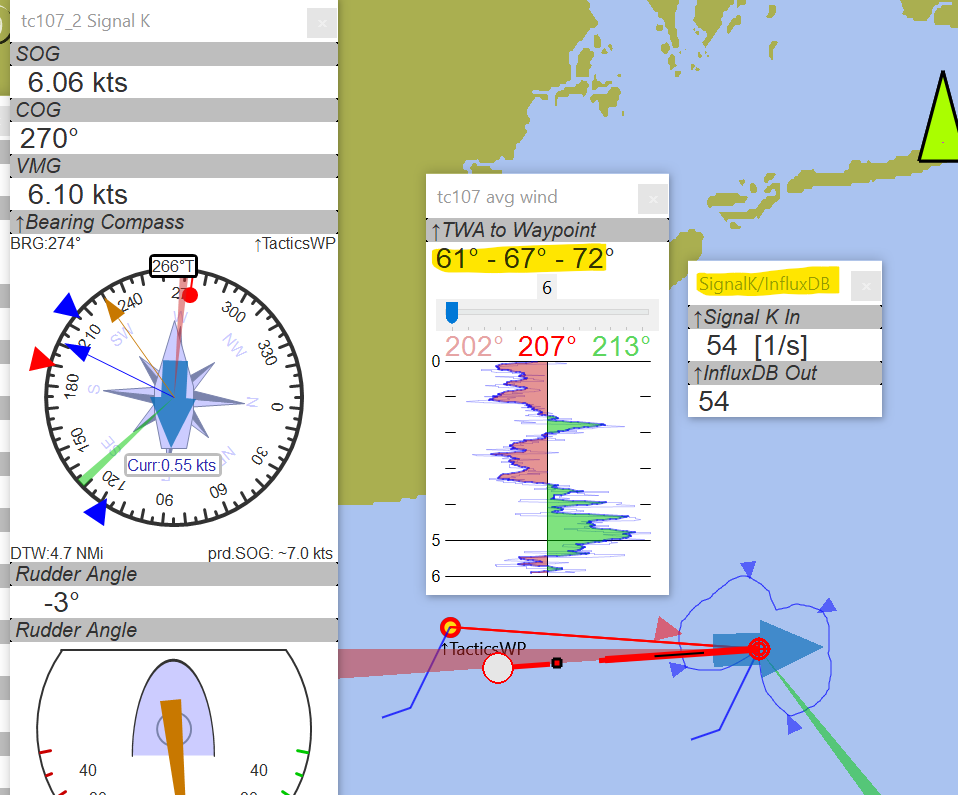 tc107_2 Signal K
×
SOG
6.06 kts
COG
270°
VMG
6.10 kts
↑Bearing Compass
BRG:274°
↑TacticsWP
266°T
240
300
210
330
180
0
150
30
120
60
90
SW
W
NW
S
N
SE
NE
Curr:0.55 kts
DTW:4.7 NMi
prd.SOG: ~7.0 kts
Rudder Angle
-3°
Rudder Angle
40
40
tc107 avg wind
×
↑TWA to Waypoint
61° - 67° - 72°
6
202° 207° 213°
0
5
6
SignalK/InfluxDB
×
↑Signal K In
54 [1/s]
↑InfluxDB Out
54
↑TacticsWP